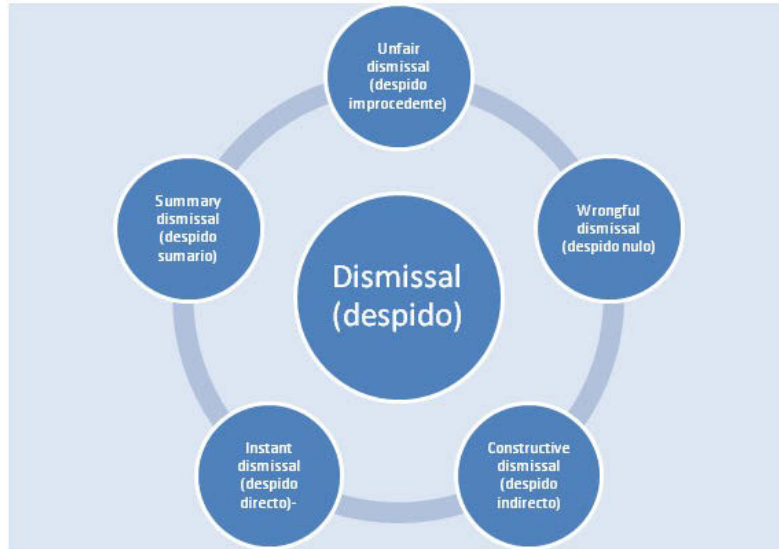 Unfair
dismissal
(despido
improcedente)
Summary
dismissal
(despido
sumario)
Wrongful
dismissal
(despido nulo)
Dismissal
(despido)
Instant
dismissal
(despido
directo)-
Constructive
dismissal
(despido
indirecto)